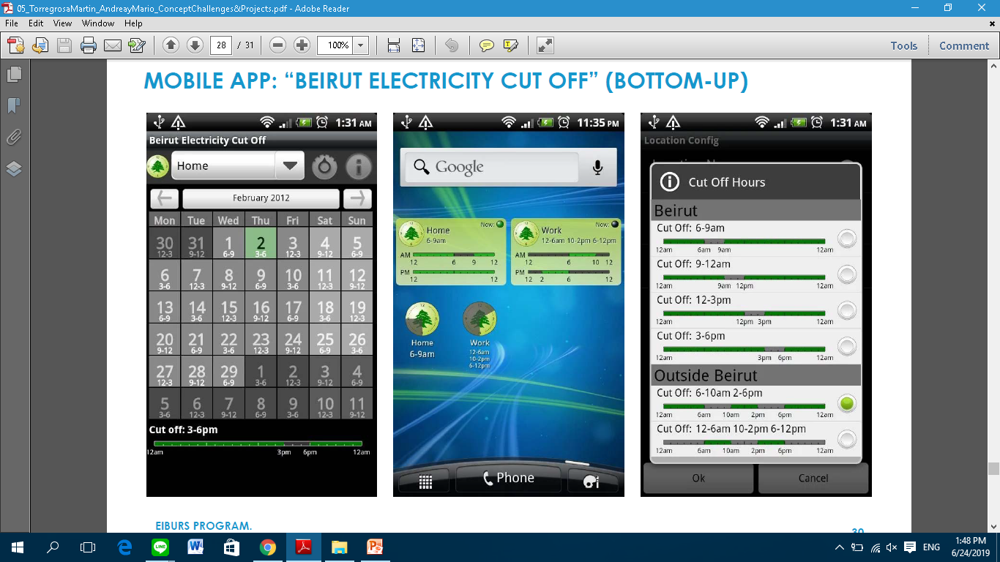 05_TorregrosaMartin_AndreayMario_ConceptChallenges&Projects.pdf - Adobe Reader
File Edit View Window Help
28 / 31 100% Tools Comment
MOBILE APP: “BEIRUT ELECTRICITY CUT OFF” (BOTTOM-UP)
1:31 AM
Beirut Electricity Cut Off
Home
February 2012
Mon Tue Wed Thu Fri Sat Sun
30 31 1 2 3 4 5
12-3 9-12 6-9 3-6 12-3 9-12 6-9
6 7 8 9 10 11 12
3-6 12-3 9-12 6-9 3-6 12-3 9-12
13 14 15 16 17 18 19
6-9 3-6 12-3 9-12 6-9 3-6 12-3
20 21 22 23 24 25 26
9-12 6-9 3-6 12-3 9-12 6-9 3-6
27 28 29 1 2 3 4
12-3 9-12 6-9 3-6 12-3 9-12 6-9
5 6 7 8 9 10 11
3-6 12-3 9-12 6-9 3-6 12-3 9-12
Cut off: 3-6pm
12am 3pm 6pm 12am
11:35 PM
Google
Now:
Home
6-9am
AM
12 6 9 12
PM
12 12
Now:
Work
12-6am 10-2pm 6-12pm
AM
12 6 10 12
PM
12 2 6 12
12
Home
6-9am
12
Work
12-6am
10-2pm
6-12pm
Phone
1:31 AM
Location Config
Cut Off Hours
Beirut
Cut Off: 6-9am
12am 6am 9am 12am
Cut Off: 9-12am
12am 9am 12pm 12am
Cut Off: 12-3pm
12am 12pm 3pm 12am
Cut Off: 3-6pm
12am 3pm 6pm 12am
Outside Beirut
Cut Off: 6-10am 2-6pm
12am 6am 10am 2pm 6pm 12am
Cut Off: 12-6am 10-2pm 6-12pm
12am 6am 10am 2pm 6pm 12am
Ok Cancel
EIBURS PROGRAM.
30
ENG
1:48 PM
6/24/2019